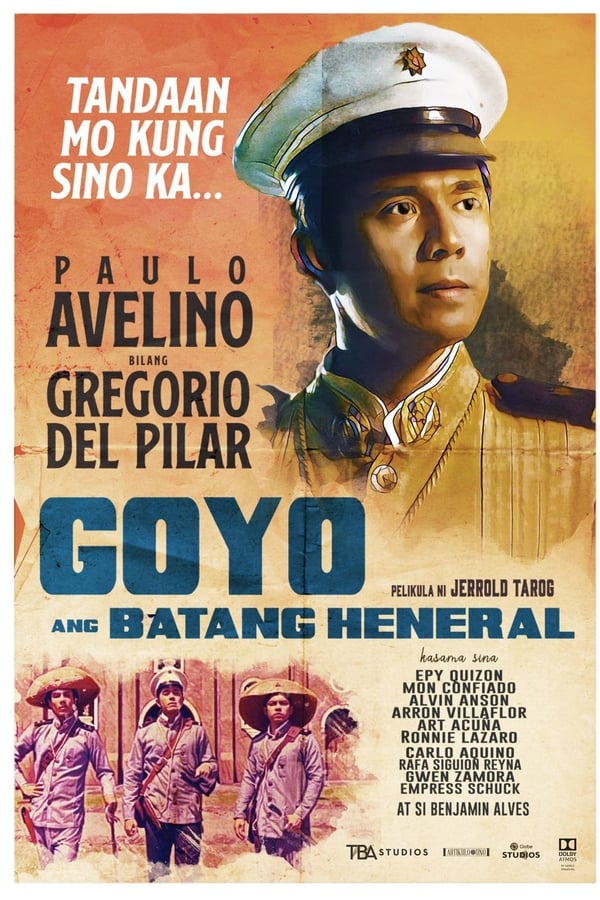 TANDAAN
MO KUNG
SINO KA...
PAULO
AVELINO
BILANG
GREGORIO
DEL PILAR
GOYO
PELIKULA NI JERROLD TAROG
ANG BATANG HENERAL
kasama sina
EPY QUIZON
MON CONFIADO
ALVIN ANSON
ARRON VILLAFLOR
ART ACUÑA
RONNIE LAZARO
CARLO AQUINO
RAFA SIGUION REYNA
GWEN ZAMORA
EMPRESS SCHUCK
AT SI BENJAMIN ALVES
TBA STUDIOS
ARTIKULO UNO
Globe STUDIOS
DOLBY ATMOS